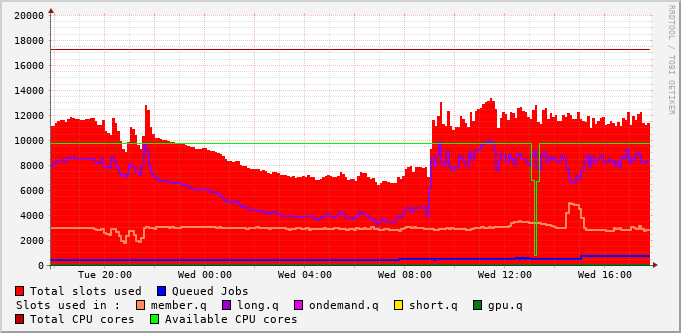 20000
18000
16000
14000
12000
10000
8000
6000
4000
2000
0
Tue 20:00 Wed 00:00 Wed 04:00 Wed 08:00 Wed 12:00 Wed 16:00
RRDTOOL / TOBI OETIKER
Total slots used Queued Jobs
Slots used in : member.q long.q ondemand.q short.q gpu.q
Total CPU cores Available CPU cores